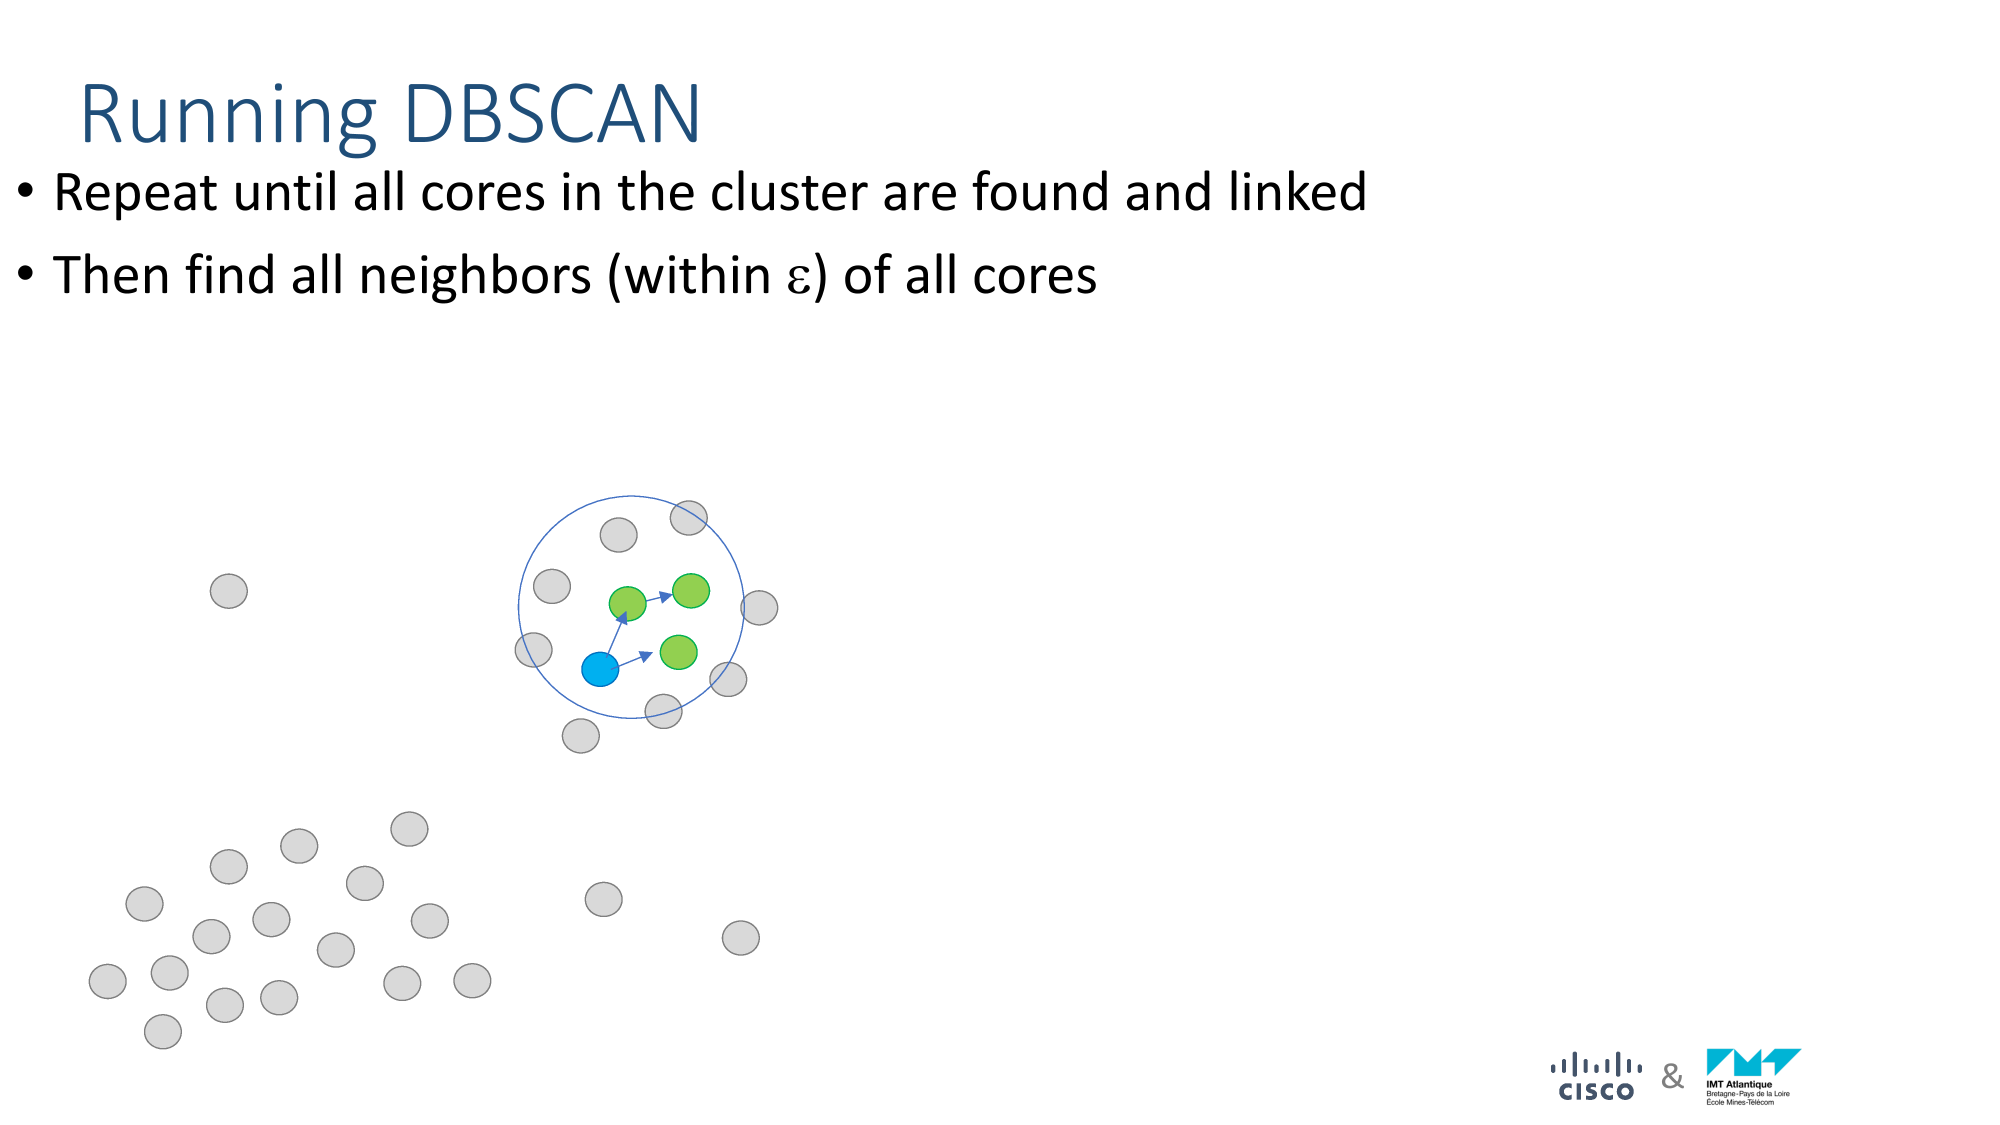 Running DBSCAN
• Repeat until all cores in the cluster are found and linked
• Then find all neighbors (within ε) of all cores
CISCO
&
IMT Atlantique
Bretagne-Pays de la Loire
École Mines-Télécom